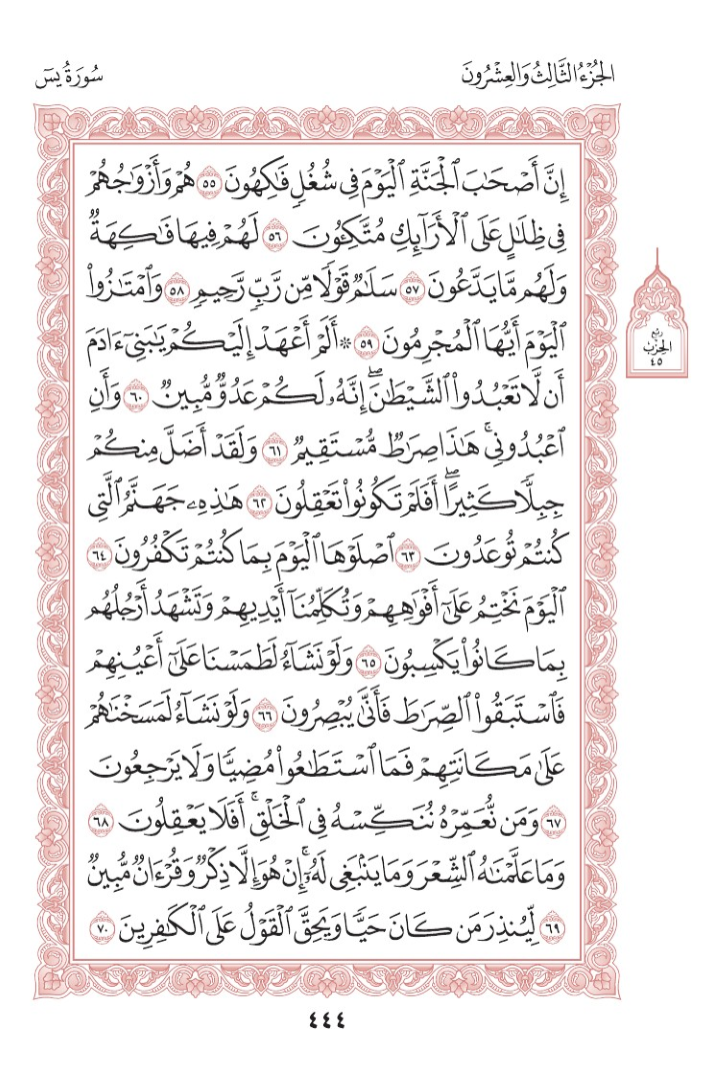 سُورَةُ يسٓ
الجُزْءُ الثَّالِثُ وَالعِشْرُونَ
إِنَّ أَصْحَٰبَ ٱلْجَنَّةِ ٱلْيَوْمَ فِى شُغُلٍ فَٰكِهُونَ ٥٥ هُمْ وَأَزْوَٰجُهُمْ
فِى ظِلَٰلٍ عَلَى ٱلْأَرَآئِكِ مُتَّكِـُٔونَ ٥٦ لَهُمْ فِيهَا فَٰكِهَةٌ
وَلَهُم مَّا يَدَّعُونَ ٥٧ سَلَٰمٌ قَوْلًا مِّن رَّبٍّ رَّحِيمٍ ٥٨ وَٱمْتَٰزُوا۟
ٱلْيَوْمَ أَيُّهَا ٱلْمُجْرِمُونَ ٥٩ ۞ أَلَمْ أَعْهَدْ إِلَيْكُمْ يَٰبَنِىٓ ءَادَمَ
أَن لَّا تَعْبُدُوا۟ ٱلشَّيْطَٰنَۖ إِنَّهُۥ لَكُمْ عَدُوٌّ مُّبِينٌ ٦٠ وَأَنِ
ٱعْبُدُونِىۚ هَٰذَا صِرَٰطٌ مُّسْتَقِيمٌ ٦١ وَلَقَدْ أَضَلَّ مِنكُمْ
جِبِلًّا كَثِيرًاۖ أَفَلَمْ تَكُونُوا۟ تَعْقِلُونَ ٦٢ هَٰذِهِۦ جَهَنَّمُ ٱلَّتِى
كُنتُمْ تُوعَدُونَ ٦٣ ٱصْلَوْهَا ٱلْيَوْمَ بِمَا كُنتُمْ تَكْفُرُونَ ٦٤
ٱلْيَوْمَ نَخْتِمُ عَلَىٰٓ أَفْوَٰهِهِمْ وَتُكَلِّمُنَآ أَيْدِيهِمْ وَتَشْهَدُ أَرْجُلُهُم
بِمَا كَانُوا۟ يَكْسِبُونَ ٦٥ وَلَوْ نَشَآءُ لَطَمَسْنَا عَلَىٰٓ أَعْيُنِهِمْ
فَٱسْتَبَقُوا۟ ٱلصِّرَٰطَ فَأَنَّىٰ يُبْصِرُونَ ٦٦ وَلَوْ نَشَآءُ لَمَسَخْنَٰهُمْ
عَلَىٰ مَكَانَتِهِمْ فَمَا ٱسْتَطَٰعُوا۟ مُضِيًّا وَلَا يَرْجِعُونَ
٦٧ وَمَن نُّعَمِّرْهُ نُنَكِّسْهُ فِى ٱلْخَلْقِۚ أَفَلَا يَعْقِلُونَ ٦٨
وَمَا عَلَّمْنَٰهُ ٱلشِّعْرَ وَمَا يَنۢبَغِى لَهُۥٓۚ إِنْ هُوَ إِلَّا ذِكْرٌ وَقُرْءَانٌ مُّبِينٌ
٦٩ لِّيُنذِرَ مَن كَانَ حَيًّا وَيَحِقَّ ٱلْقَوْلُ عَلَى ٱلْكَٰفِرِينَ ٧٠
ربع
الحِزْب
٤٥
٤٤٤